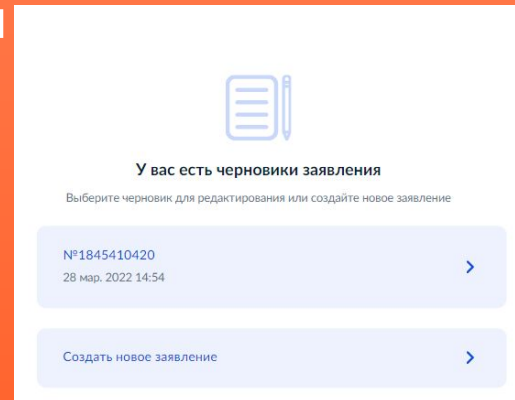 У вас есть черновики заявления
Выберите черновик для редактирования или создайте новое заявление
№1845410420
28 мар. 2022 14:54
Создать новое заявление